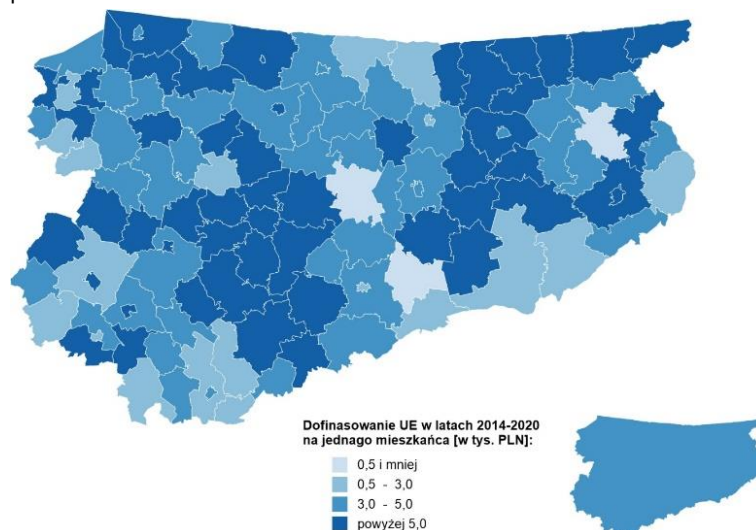 Dofinasowanie UE w latach 2014-2020
na jednego mieszkańca [w tys. PLN]:
0,5 i mniej
0,5 - 3,0
3,0 - 5,0
powyżej 5,0